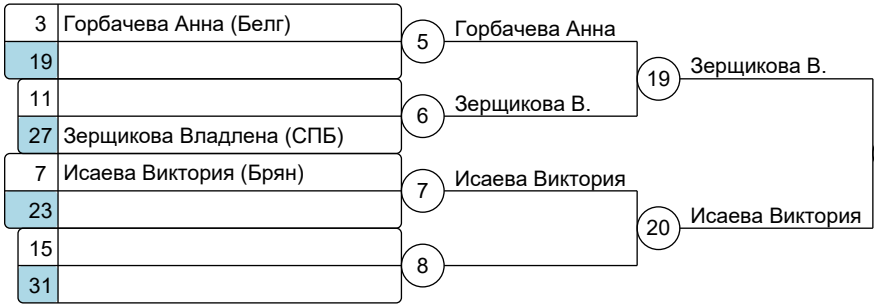 3 Горбачева Анна (Белг)
5 Горбачева Анна
19
19 Зерщикова В.
11
6 Зерщикова В.
27 Зерщикова Владлена (СПБ)
7 Исаева Виктория (Брян)
7 Исаева Виктория
23
20 Исаева Виктория
15
8
31